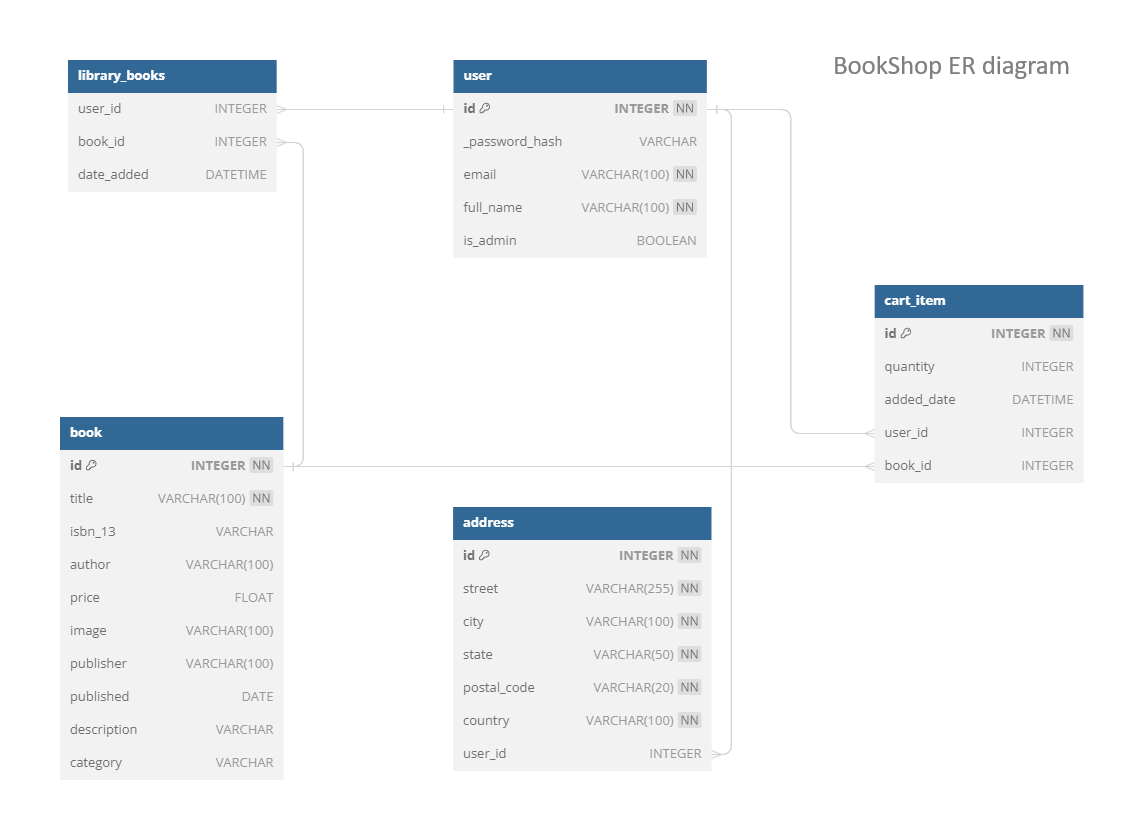 BookShop ER diagram
library_books
user_id INTEGER
book_id INTEGER
date_added DATETIME
user
id INTEGER NN
_password_hash VARCHAR
email VARCHAR(100) NN
full_name VARCHAR(100) NN
is_admin BOOLEAN
cart_item
id INTEGER NN
quantity INTEGER
added_date DATETIME
user_id INTEGER
book_id INTEGER
book
id INTEGER NN
title VARCHAR(100) NN
isbn_13 VARCHAR
author VARCHAR(100)
price FLOAT
image VARCHAR(100)
publisher VARCHAR(100)
published DATE
description VARCHAR
category VARCHAR
address
id INTEGER NN
street VARCHAR(255) NN
city VARCHAR(100) NN
state VARCHAR(50) NN
postal_code VARCHAR(20) NN
country VARCHAR(100) NN
user_id INTEGER